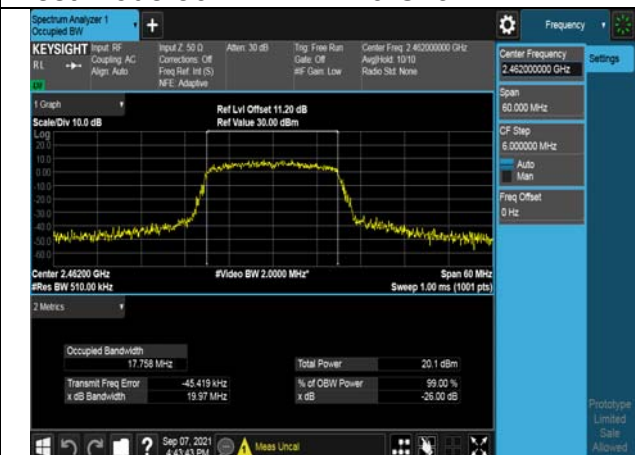 Spectrum Analyzer 1
Occupied BW
Frequency
KEYSIGHT
RL
Input: RF
Coupling: AC
Align: Auto
Input Z: 50 Ω
Corrections: Off
Freq Ref: Int (S)
NFE: Adaptive
Atten: 30 dB
Trig: Free Run
Gate: Off
#IF Gain: Low
Center Freq: 2.462000000 GHz
Avg|Hold: 10/10
Radio Std: None
Center Frequency
2.462000000 GHz
Settings
Span
60.000 MHz
CF Step
6.000000 MHz
Auto
Man
Freq Offset
0 Hz
1 Graph
Scale/Div 10.0 dB
Ref Lvl Offset 11.20 dB
Ref Value 30.00 dBm
Log
20.0
10.0
0.00
-10.0
-20.0
-30.0
-40.0
-50.0
-60.0
Center 2.46200 GHz
#Res BW 510.00 kHz
#Video BW 2.0000 MHz*
Span 60 MHz
Sweep 1.00 ms (1001 pts)
2 Metrics
Occupied Bandwidth
17.758 MHz
Total Power
20.1 dBm
Transmit Freq Error
-45.419 kHz
% of OBW Power
99.00 %
x dB Bandwidth
19.97 MHz
x dB
-26.00 dB
Prototype
Limited
Sale
Allowed
Sep 07, 2021
4:43:43 PM
Meas Uncal